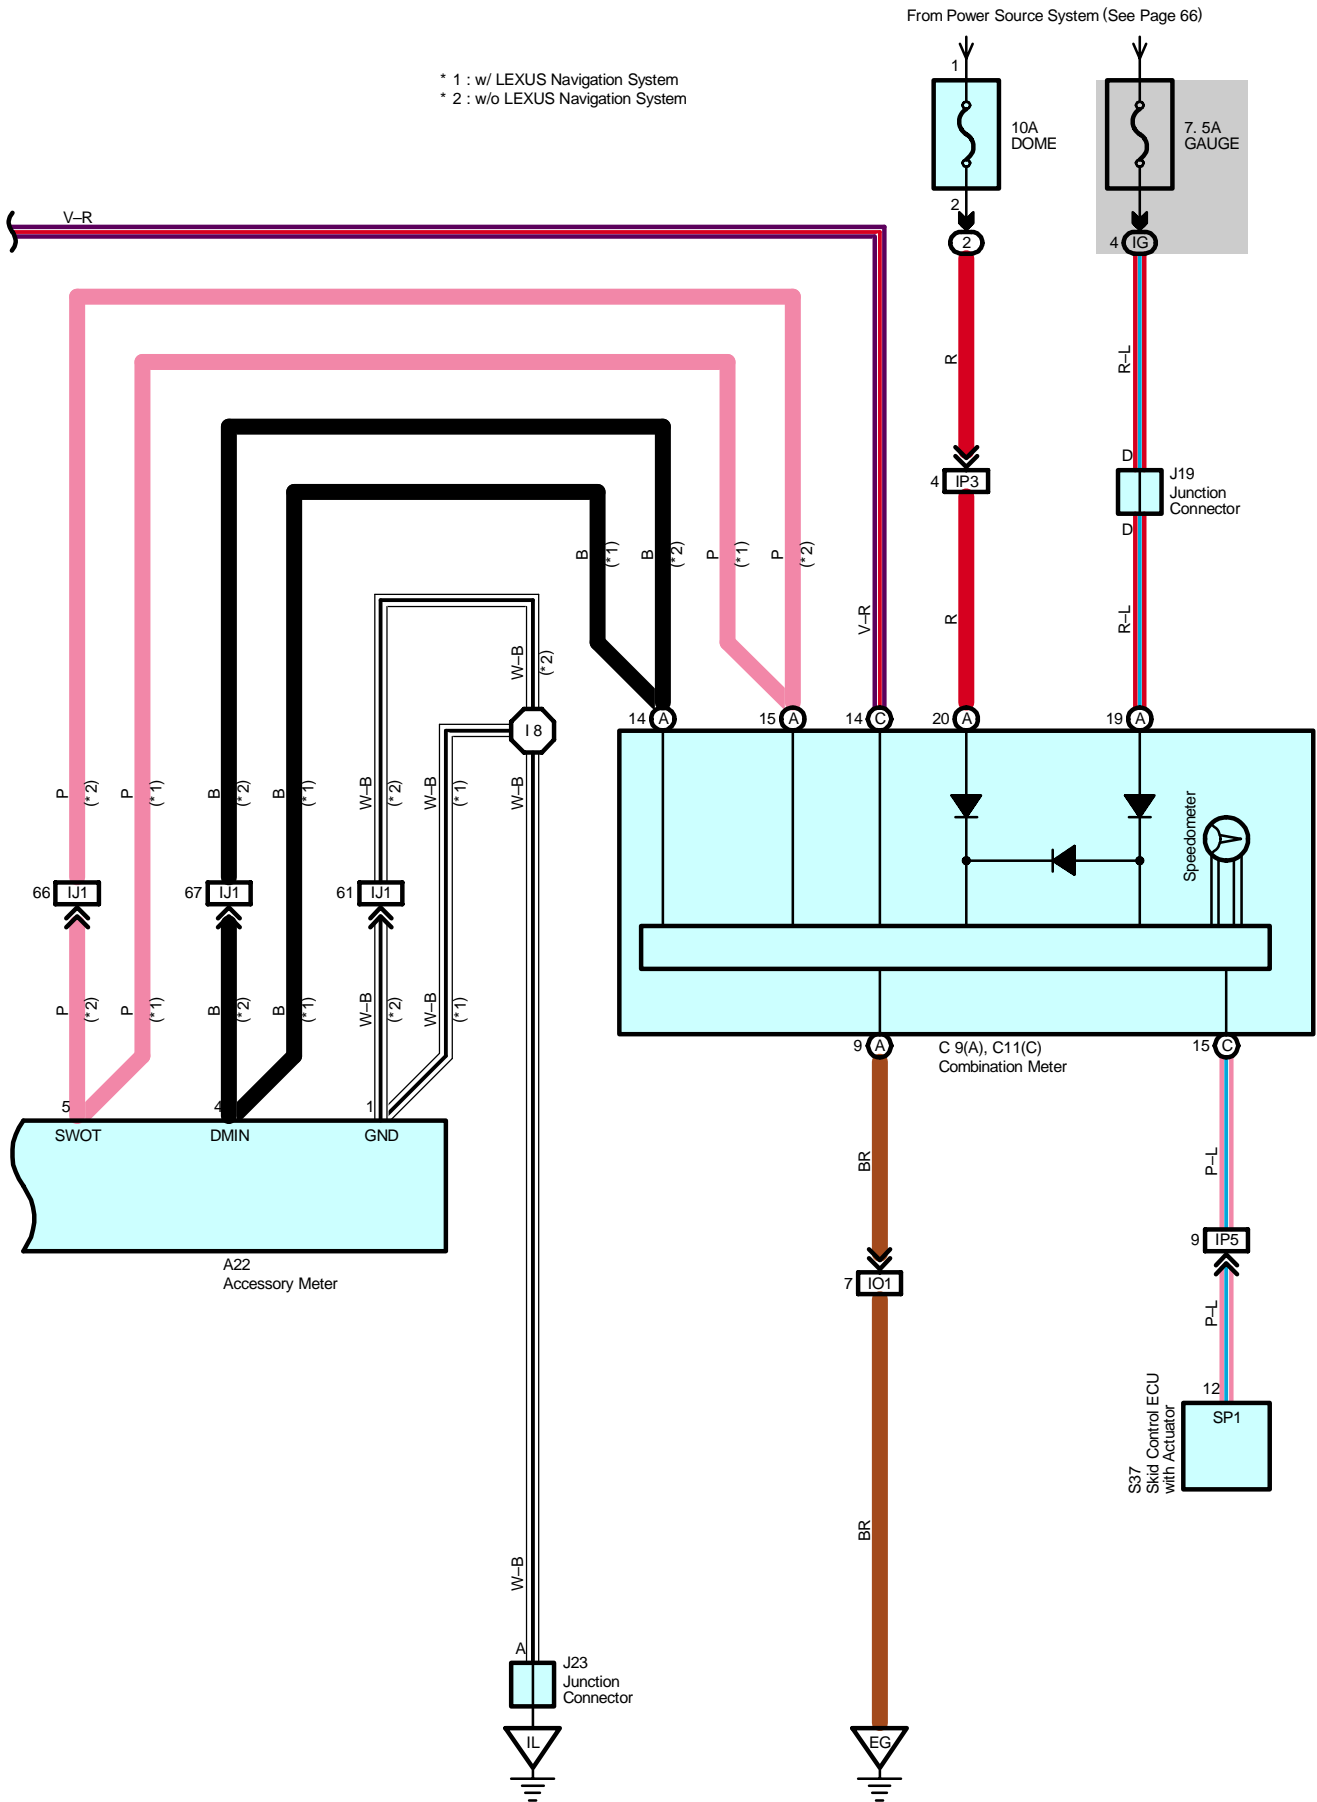 From Power Source System (See Page 66)
* 1 : w/ LEXUS Navigation System
* 2 : w/o LEXUS Navigation System
1
10A
DOME
7. 5A
GAUGE
2
2
4
IG
V–R
R
R–L
D
J19
Junction
Connector
D
4
IP3
B
(*1)
B
(*2)
P
(*1)
P
(*2)
V–R
R
R–L
W–B
(*2)
14
A
15
A
14
C
20
A
19
A
I 8
P
(*2)
P
(*1)
B
(*2)
B
(*1)
W–B
(*2)
W–B
(*1)
W–B
Speedometer
66
IJ1
67
IJ1
61
IJ1
P
(*2)
P
(*1)
B
(*2)
B
(*1)
W–B
(*2)
W–B
(*1)
9
A
C 9(A), C11(C)
Combination Meter
15
C
5
4
1
SWOT
DMIN
GND
A22
Accessory Meter
BR
P–L
9
IP5
7
IO1
P–L
12
SP1
S37
Skid Control ECU
with Actuator
BR
W–B
A
J23
Junction
Connector
IL
EG